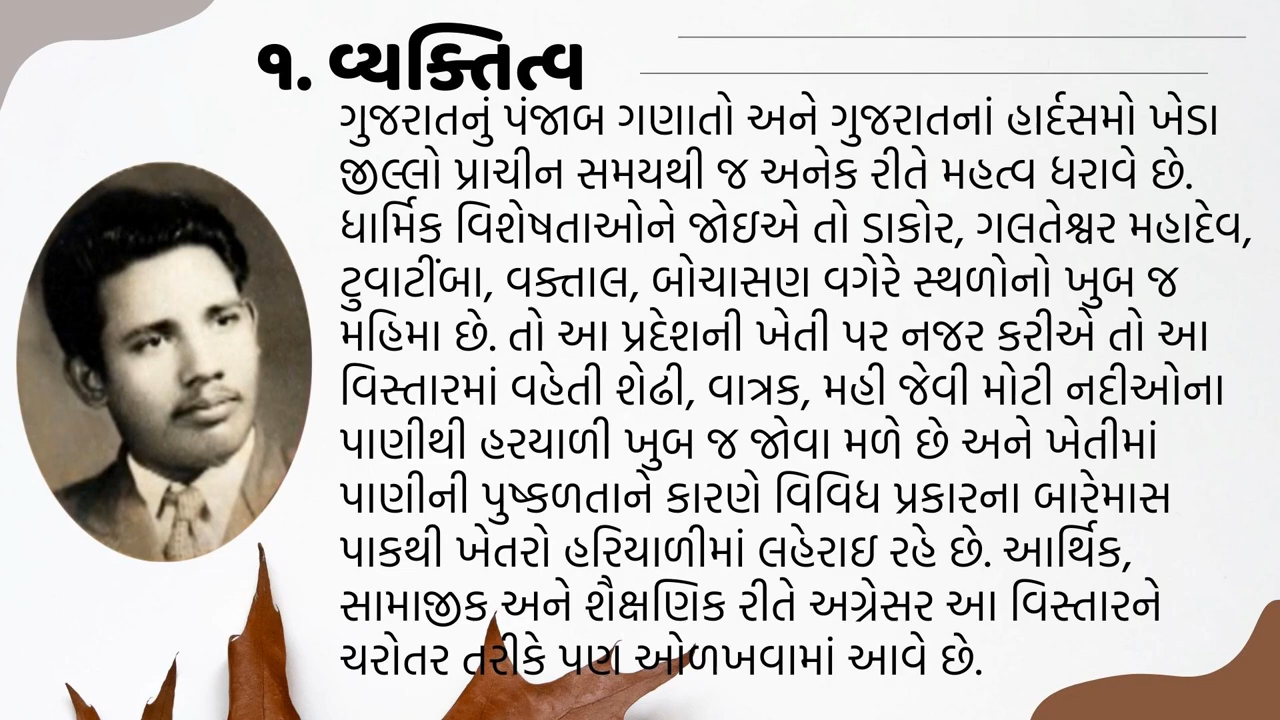 ૧. વ્યક્તિત્વ
ગુજરાતનું પંજાબ ગણાતો અને ગુજરાતનાં હાર્દસમો ખેડા
જીલ્લો પ્રાચીન સમયથી જ અનેક રીતે મહત્વ ધરાવે છે.
ધાર્મિક વિશેષતાઓને જોઇએ તો ડાકોર, ગલતેશ્વર મહાદેવ,
ટુવાટીંબા, વક્તાલ, બોચાસણ વગેરે સ્થળોનો ખુબ જ
મહિમા છે. તો આ પ્રદેશની ખેતી પર નજર કરીએ તો આ
વિસ્તારમાં વહેતી શેઢી, વાત્રક, મહી જેવી મોટી નદીઓના
પાણીથી હરયાળી ખુબ જ જોવા મળે છે અને ખેતીમાં
પાણીની પુષ્કળતાને કારણે વિવિધ પ્રકારના બારેમાસ
પાકથી ખેતરો હરિયાળીમાં લહેરાઇ રહે છે. આર્થિક,
સામાજીક અને શૈક્ષણિક રીતે અગ્રેસર આ વિસ્તારને
ચરોતર તરીકે પણ ઓળખવામાં આવે છે.